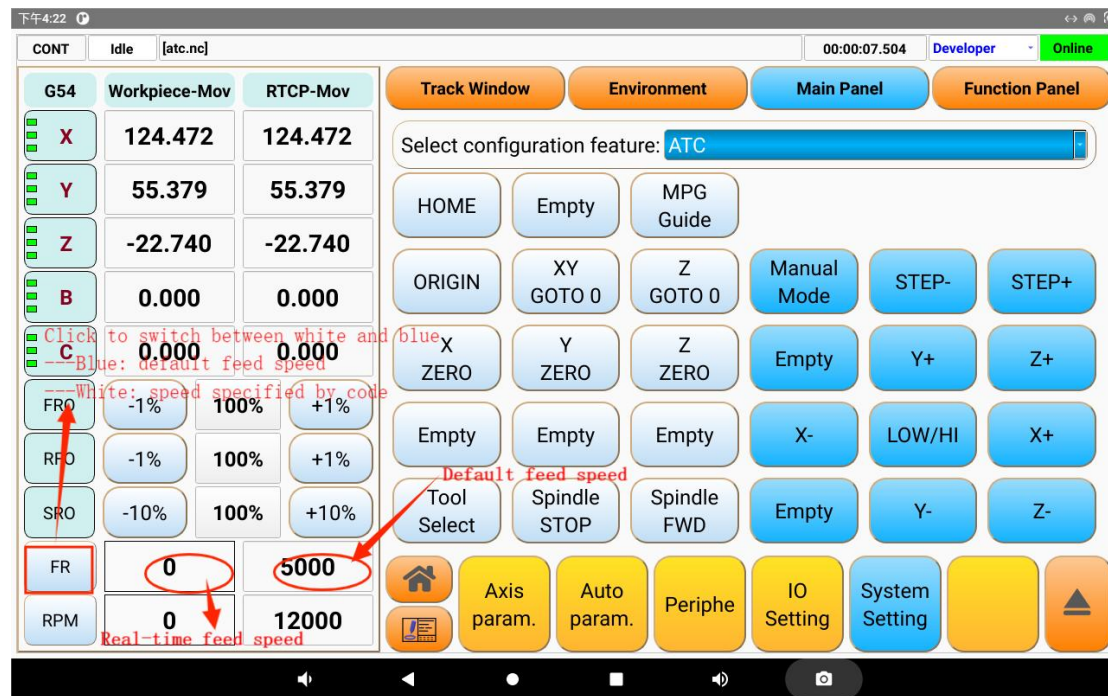 下午4:22
CONT Idle [atc.nc] 00:00:07.504 Developer Online
G54 Workpiece-Mov RTCP-Mov
Track Window Environment Main Panel Function Panel
X 124.472 124.472
Select configuration feature: ATC
Y 55.379 55.379
HOME Empty MPG Guide
Z -22.740 -22.740
ORIGIN XY GOTO 0 Z GOTO 0 Manual Mode STEP- STEP+
B 0.000 0.000
Click to switch between white and blue
C 0.000 0.000
---Blue: default feed speed
---White: speed specified by code
X ZERO Y ZERO Z ZERO Empty Y+ Z+
FRO -1% 100% +1%
Empty Empty Empty X- LOW/HI X+
RFO -1% 100% +1%
Default feed speed
SRO -10% 100% +10%
Tool Select Spindle STOP Spindle FWD Empty Y- Z-
FR 0 5000
RPM 0 12000
Real-time feed speed
Axis param. Auto param. Periphe IO Setting System Setting